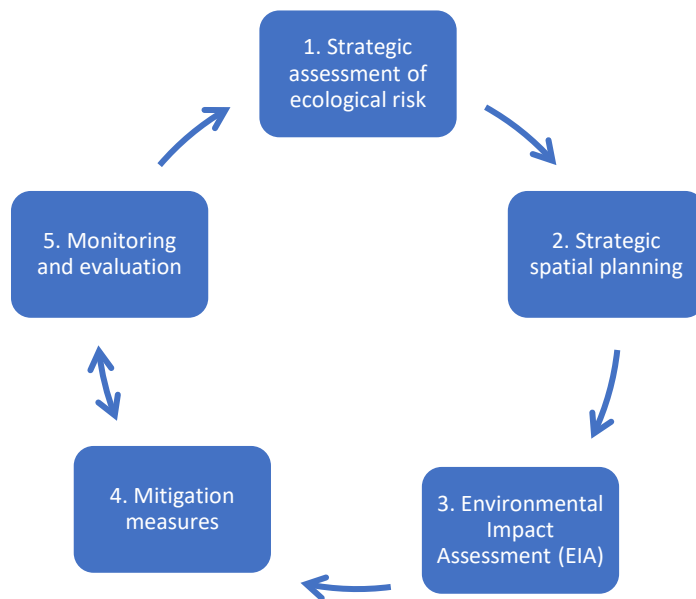 1. Strategic
assessment of
ecological risk
2. Strategic
spatial planning
3. Environmental
Impact
Assessment (EIA)
4. Mitigation
measures
5. Monitoring
and evaluation